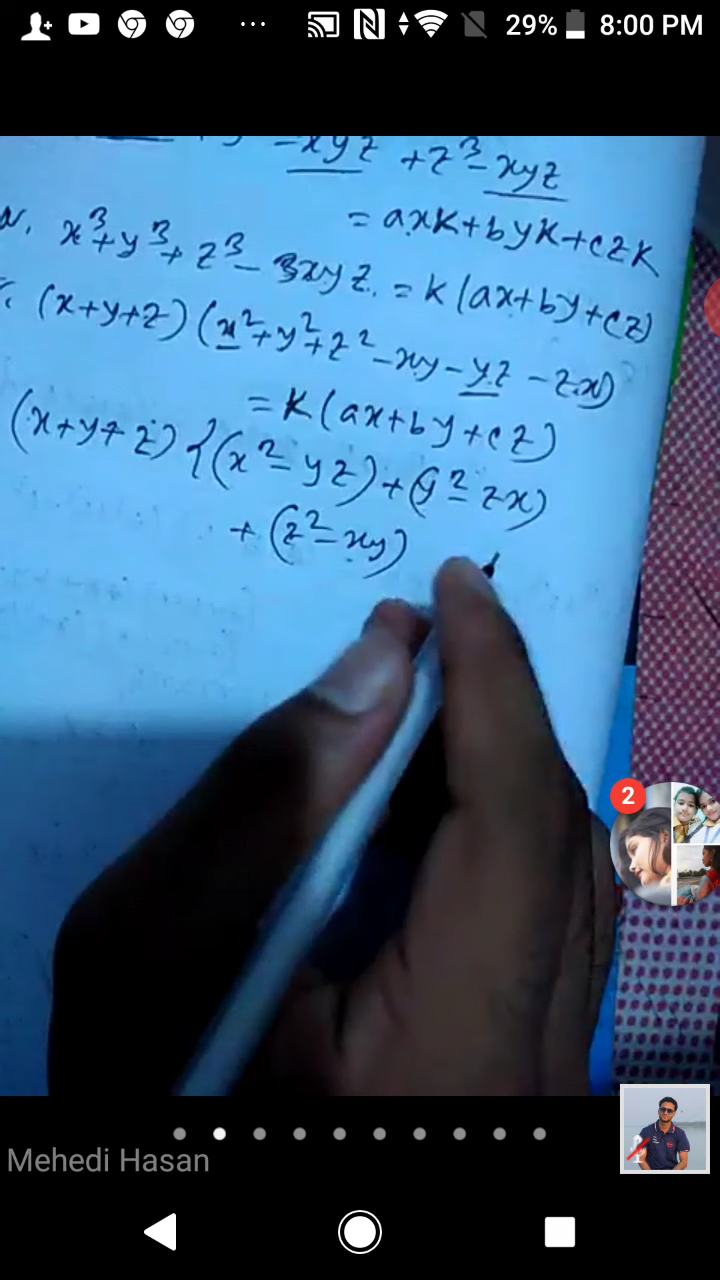 29% 8:00 PM
- xyz + z³ - xyz
= axk + byk + czk
x³ + y³ + z³ - 3xyz. = k(ax + by + cz)
(x + y + z) (x² + y² + z² - xy - yz - zx)
= k(ax + by + cz)
(x + y + z) {(x² - yz) + (y² - zx)
+ (z² - xy)
2
Mehedi Hasan